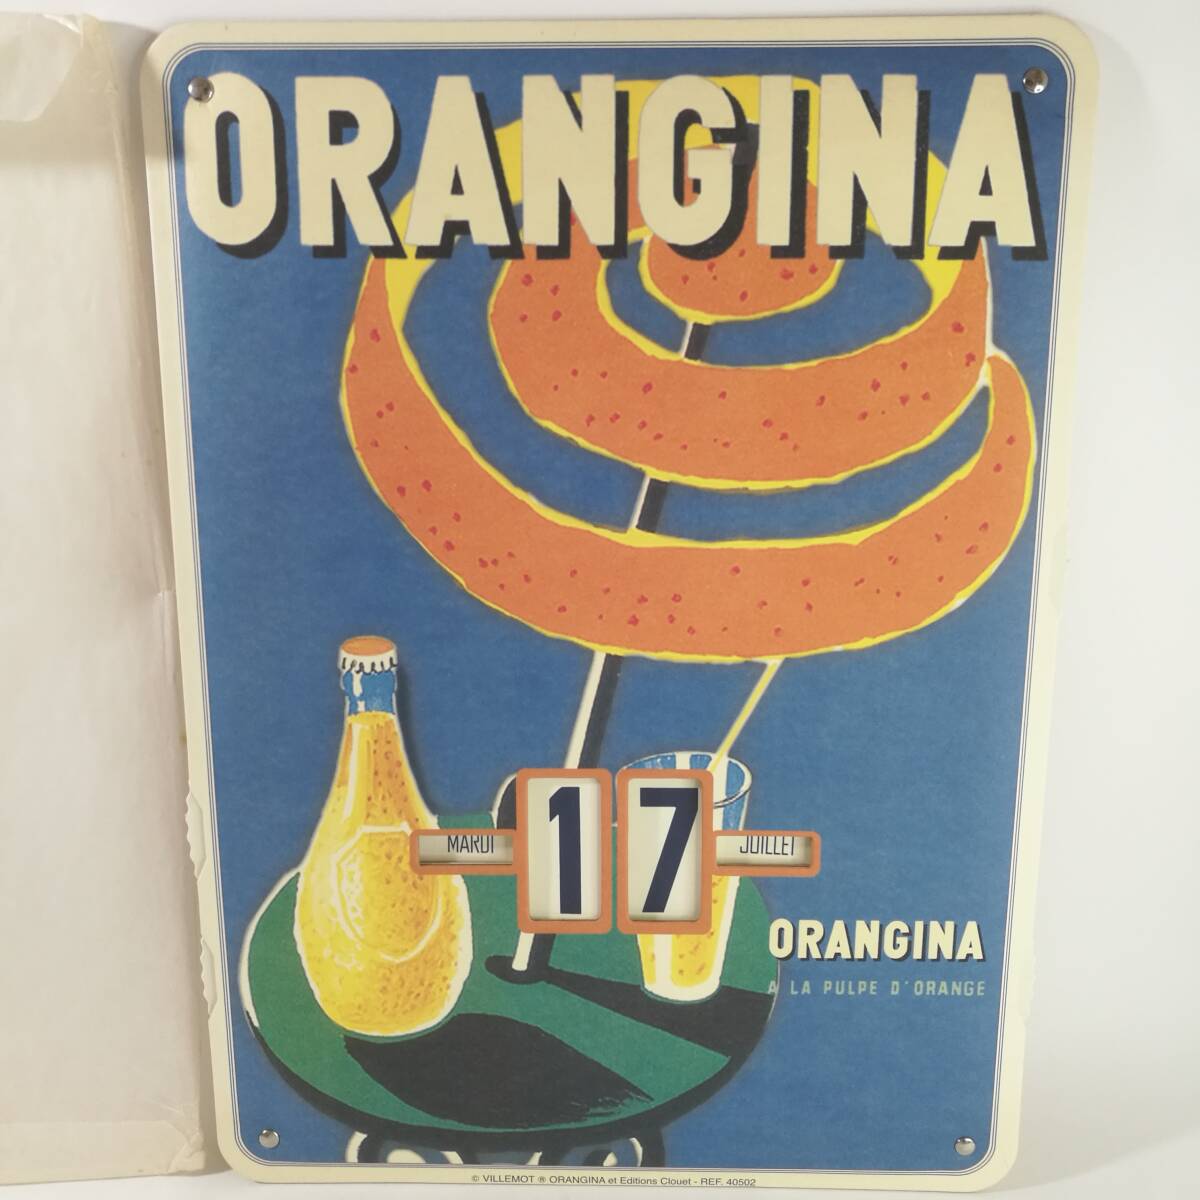 ORANGINA
MARDI 17 JUILLET
ORANGINA
A LA PULPE D'ORANGE
© VILLEMOT ® ORANGINA et Editions Clouet - REF. 40502